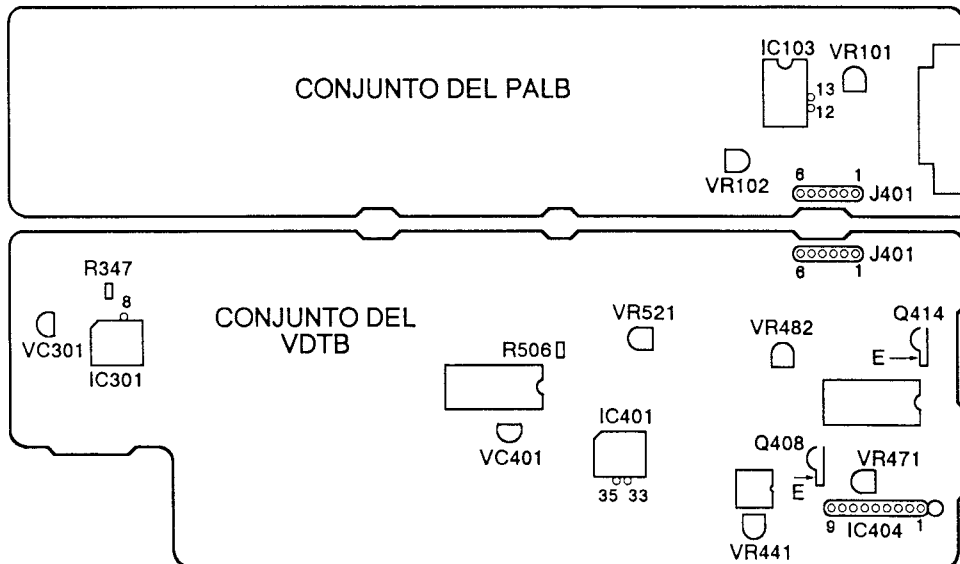 IC103
VR101
CONJUNTO DEL PALB
13
12
VR102
6 1
J401
J401
6 1
R347
8
VC301
IC301
CONJUNTO DEL
VDTB
VR521
VR482
Q414
E
R506
IC401
VC401
35 33
Q408
VR471
E
9 1
IC404
VR441